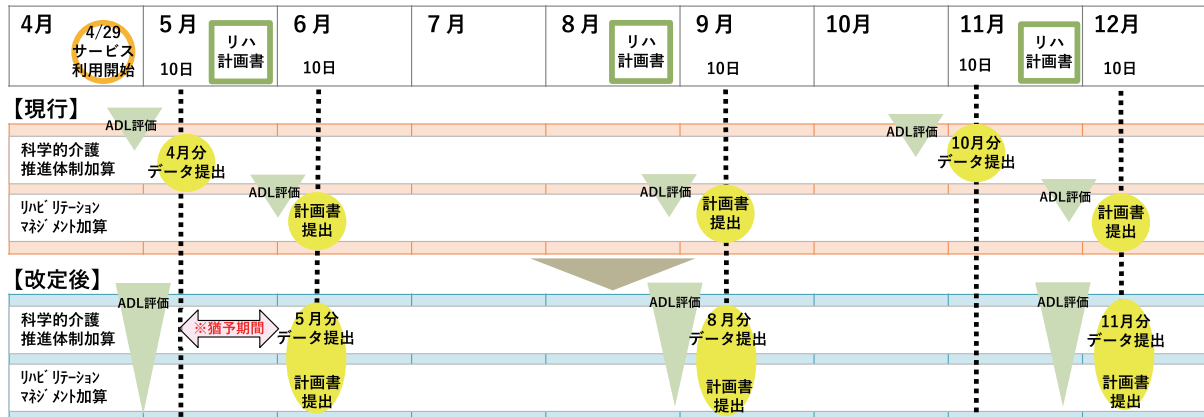 4月
4/29
サービス
利用開始
5月
10日
リハ
計画書
6月
10日
7月
8月
リハ
計画書
9月
10日
10月
11月
10日
リハ
計画書
12月
10日
【現行】
科学的介護
推進体制加算
ADL評価
4月分
データ提出
ADL評価
10月分
データ提出
リハビリテーション
マネジメント加算
ADL評価
計画書
提出
ADL評価
計画書
提出
ADL評価
計画書
提出
【改定後】
科学的介護
推進体制加算
ADL評価
※猶予期間
5月分
データ提出
ADL評価
8月分
データ提出
ADL評価
11月分
データ提出
リハビリテーション
マネジメント加算
計画書
提出
計画書
提出
計画書
提出